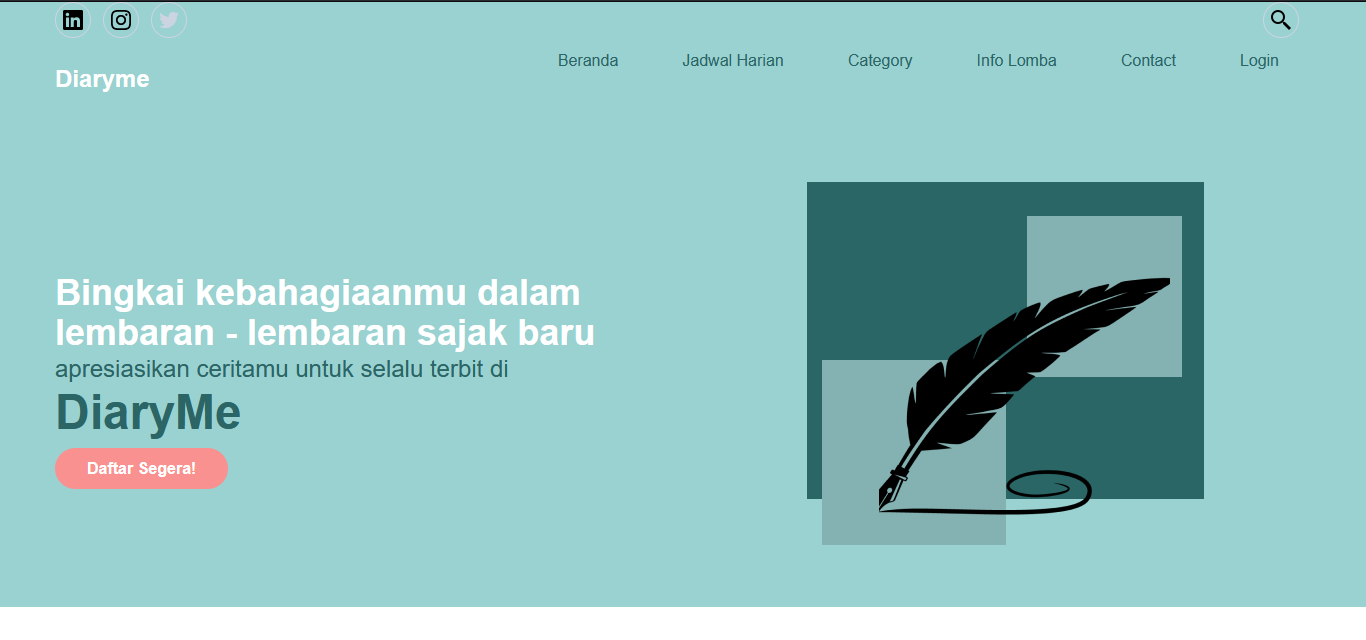 Beranda
Jadwal Harian
Category
Info Lomba
Contact
Login
Diaryme
Bingkai kebahagiaanmu dalam
lembaran - lembaran sajak baru
apresiasikan ceritamu untuk selalu terbit di
DiaryMe
Daftar Segera!